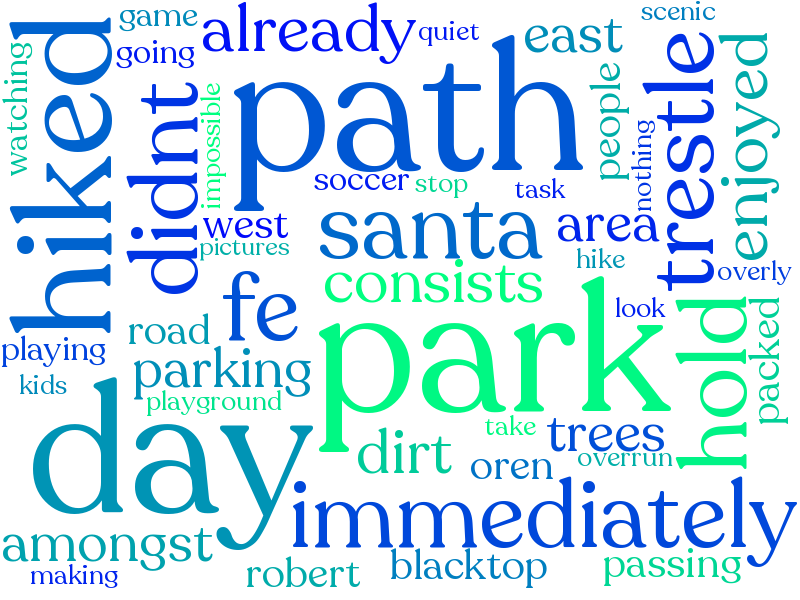 game
scenic
already
quiet
east
going
hiked
watching
path
people
trestle
enjoyed
didnt
impossible
soccer
stop
task
nothing
west
santa
area
pictures
hike
overly
consists
fe
look
hold
packed
park
road
playing
parking
kids
day
playground
take
trees
dirt
oren
overrun
immediately
amongst
blacktop
passing
robert
making